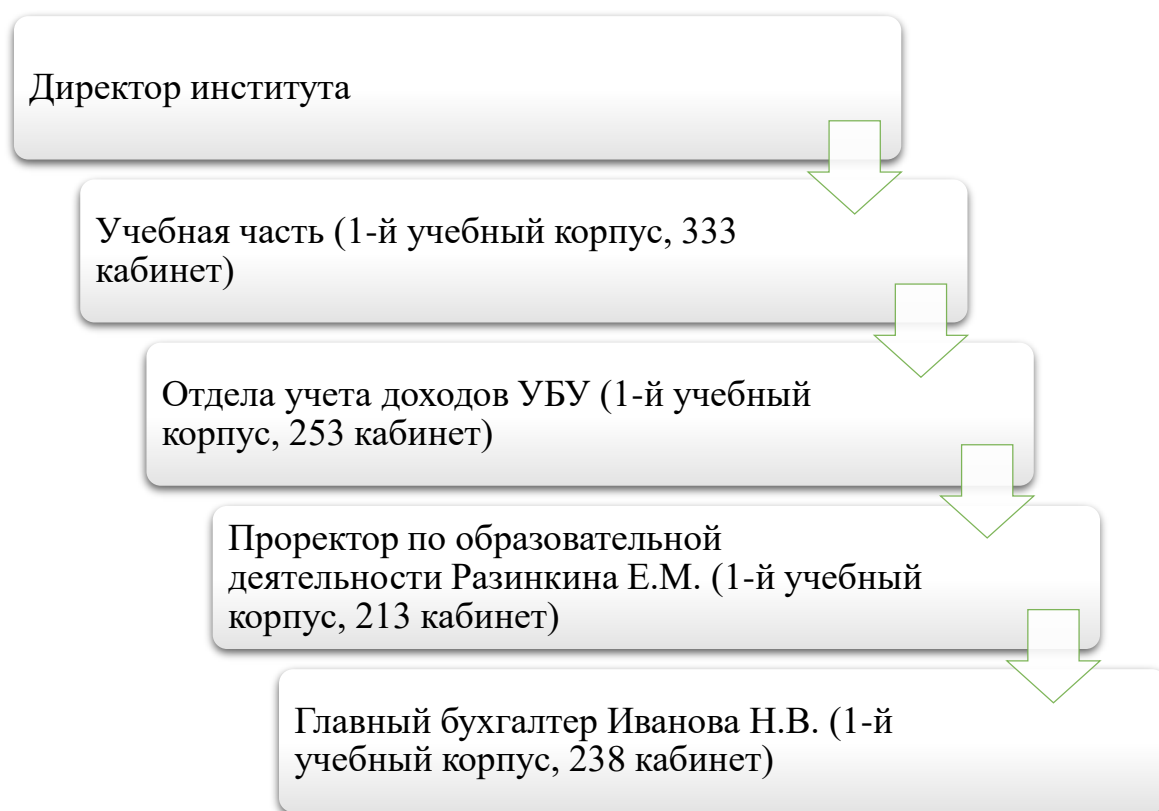 Директор института
Учебная часть (1-й учебный корпус, 333
кабинет)
Отдела учета доходов УБУ (1-й учебный
корпус, 253 кабинет)
Проректор по образовательной
деятельности Разинкина Е.М. (1-й учебный
корпус, 213 кабинет)
Главный бухгалтер Иванова Н.В. (1-й
учебный корпус, 238 кабинет)